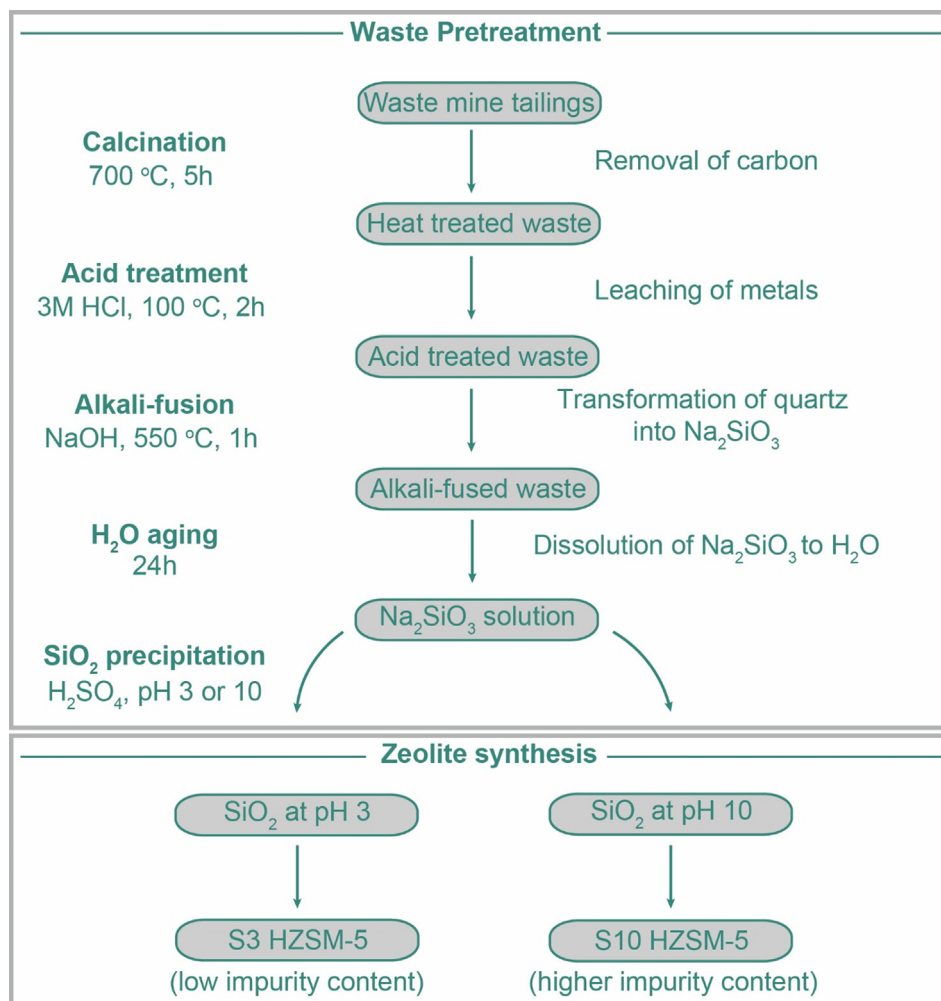 Waste Pretreatment
Waste mine tailings
Calcination
700 °C, 5h
Removal of carbon
Heat treated waste
Acid treatment
3M HCl, 100 °C, 2h
Leaching of metals
Acid treated waste
Alkali-fusion
NaOH, 550 °C, 1h
Transformation of quartz
into Na₂SiO₃
Alkali-fused waste
H₂O aging
24h
Dissolution of Na₂SiO₃ to H₂O
Na₂SiO₃ solution
SiO₂ precipitation
H₂SO₄, pH 3 or 10
Zeolite synthesis
SiO₂ at pH 3
SiO₂ at pH 10
S3 HZSM-5
(low impurity content)
S10 HZSM-5
(higher impurity content)